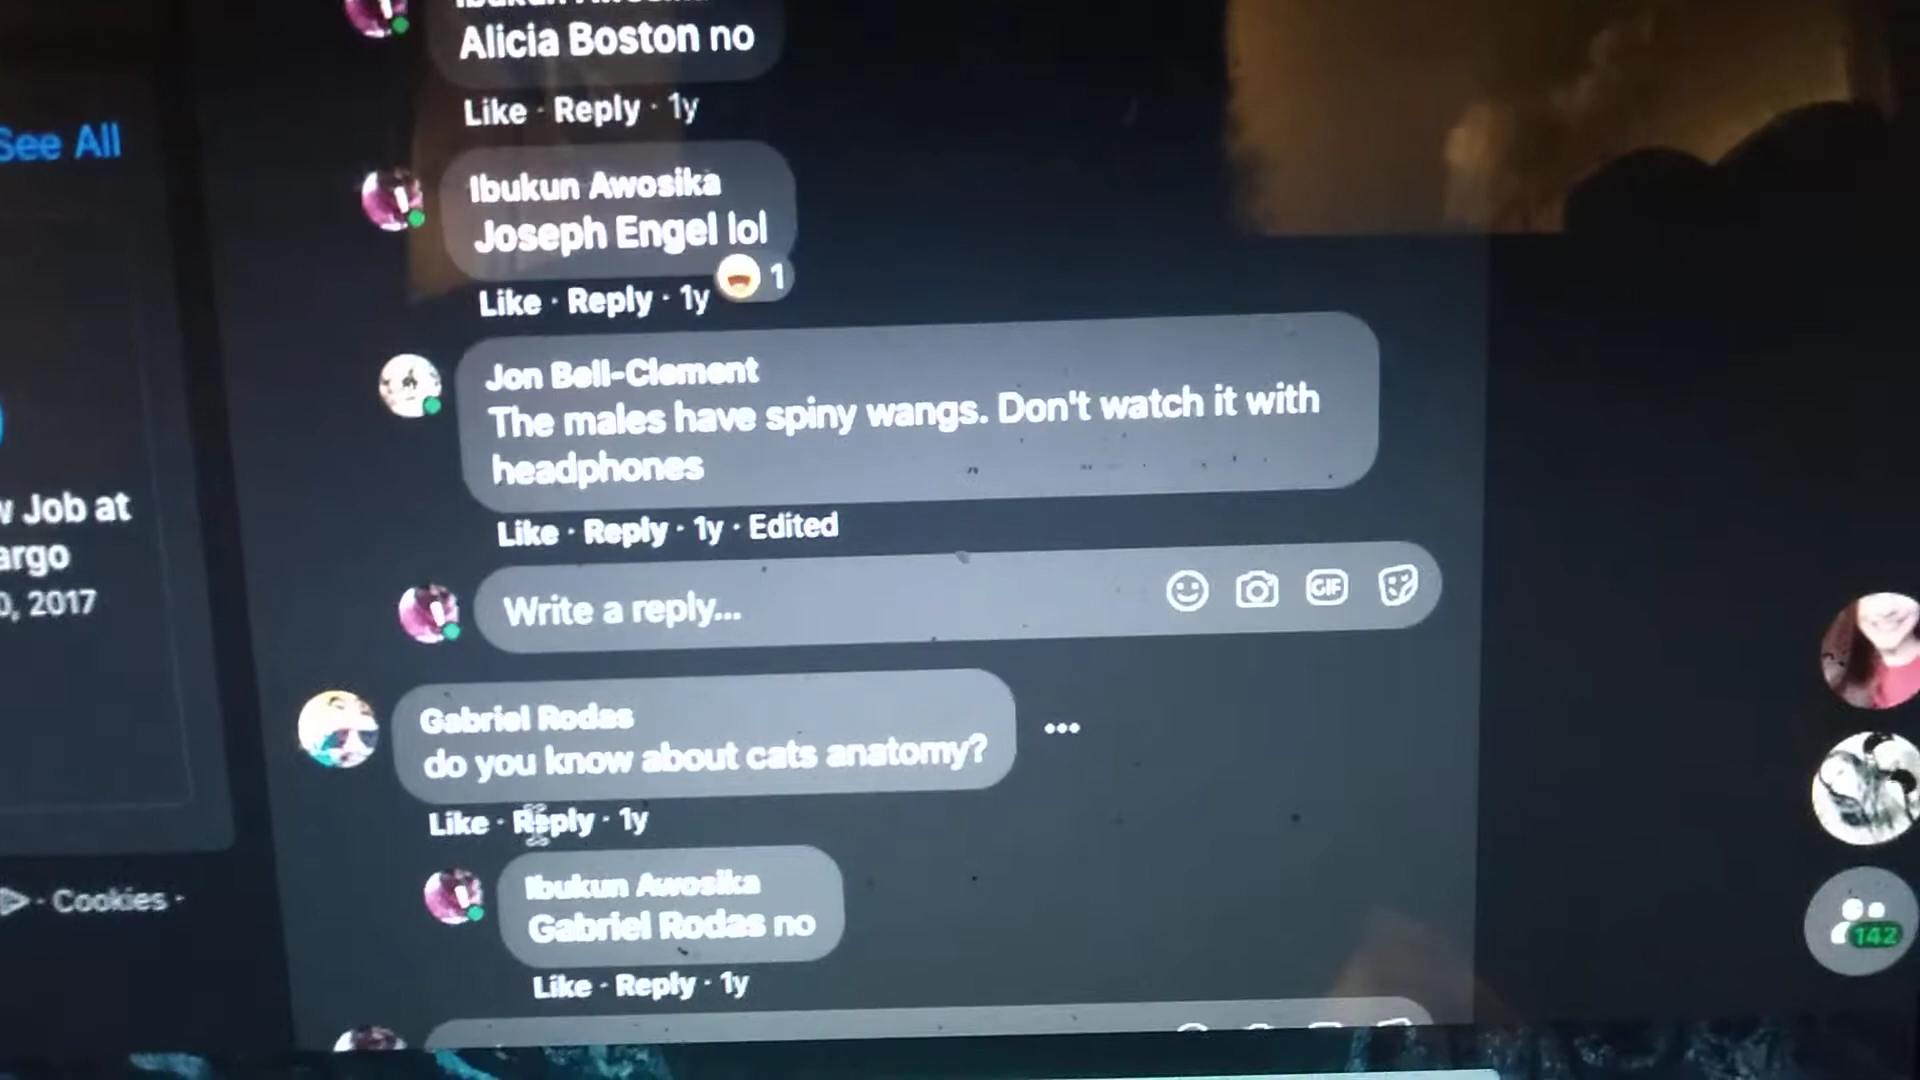 Alicia Boston no
Like · Reply · 1y
See All
Ibukun Awosika
Joseph Engel lol
1
Like · Reply · 1y
Jon Bell-Clement
The males have spiny wangs. Don't watch it with
headphones
Like · Reply · 1y · Edited
Job at
argo
2017
Write a reply...
GIF
Gabriel Rodas
do you know about cats anatomy?
Like · Reply · 1y
Ibukun Awosika
Gabriel Rodas no
Cookies ·
142
Like · Reply · 1y